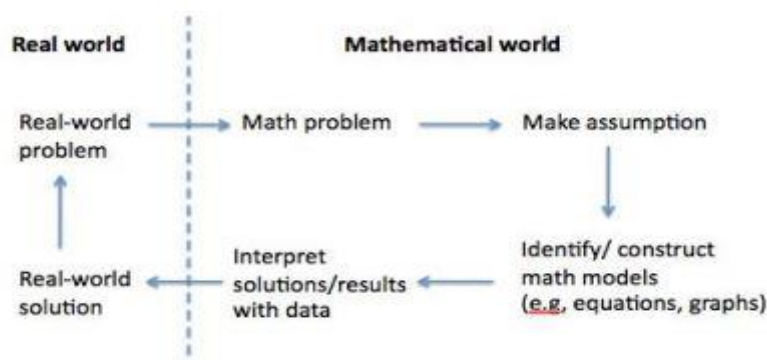 Real world
Mathematical world
Real-world
problem
Math problem
Make assumption
Identify/ construct
math models
(e.g, equations, graphs)
Interpret
solutions/results
with data
Real-world
solution